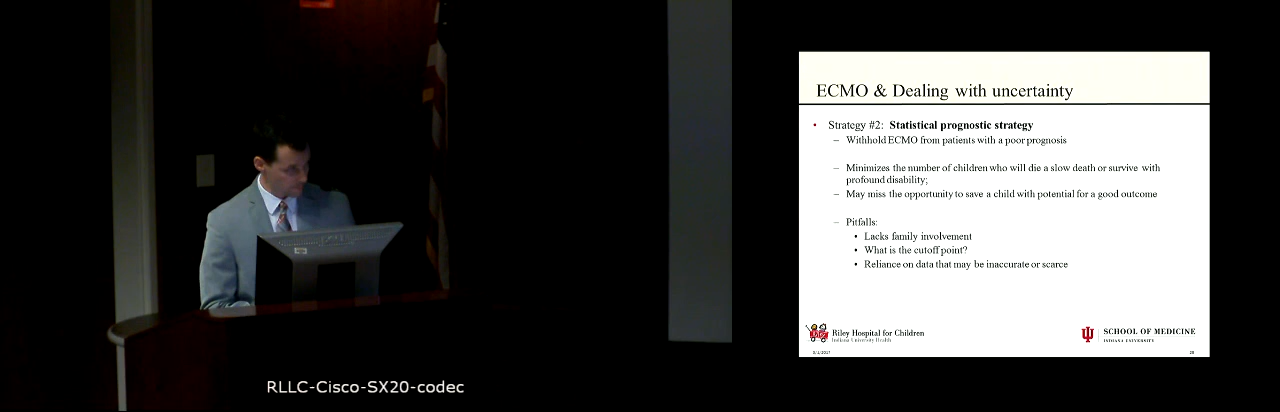 ECMO & Dealing with uncertainty
• Strategy #2: Statistical prognostic strategy
– Withhold ECMO from patients with a poor prognosis
– Minimizes the number of children who will die a slow death or survive with
profound disability;
– May miss the opportunity to save a child with potential for a good outcome
– Pitfalls:
• Lacks family involvement
• What is the cutoff point?
• Reliance on data that may be inaccurate or scarce
Riley Hospital for Children
Indiana University Health
SCHOOL OF MEDICINE
INDIANA UNIVERSITY
RLLC-Cisco-SX20-codec